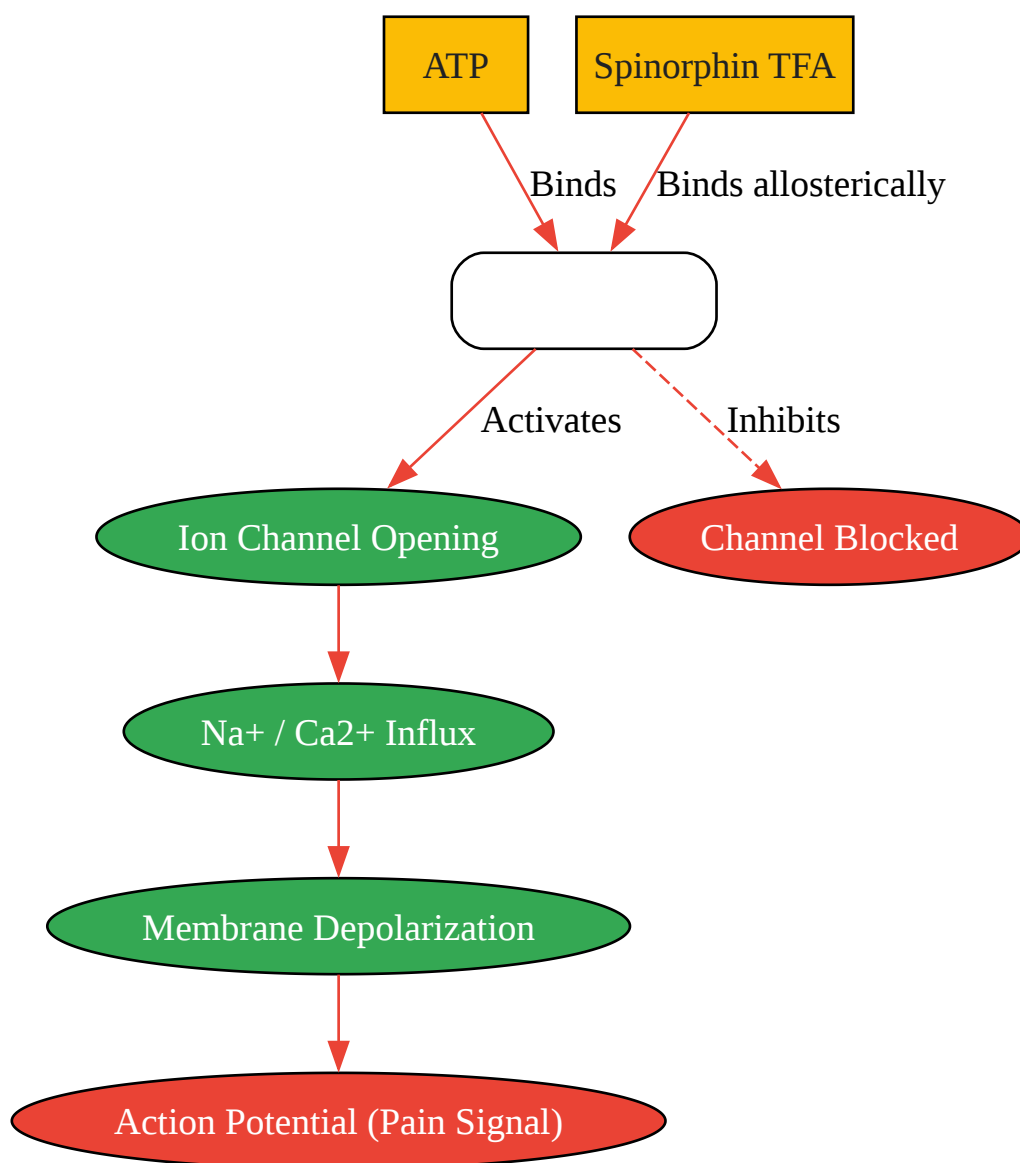 ATP
Spinorphin TFA
Binds
Binds allosterically
Activates
Inhibits
Ion Channel Opening
Channel Blocked
Na+ / Ca2+ Influx
Membrane Depolarization
Action Potential (Pain Signal)